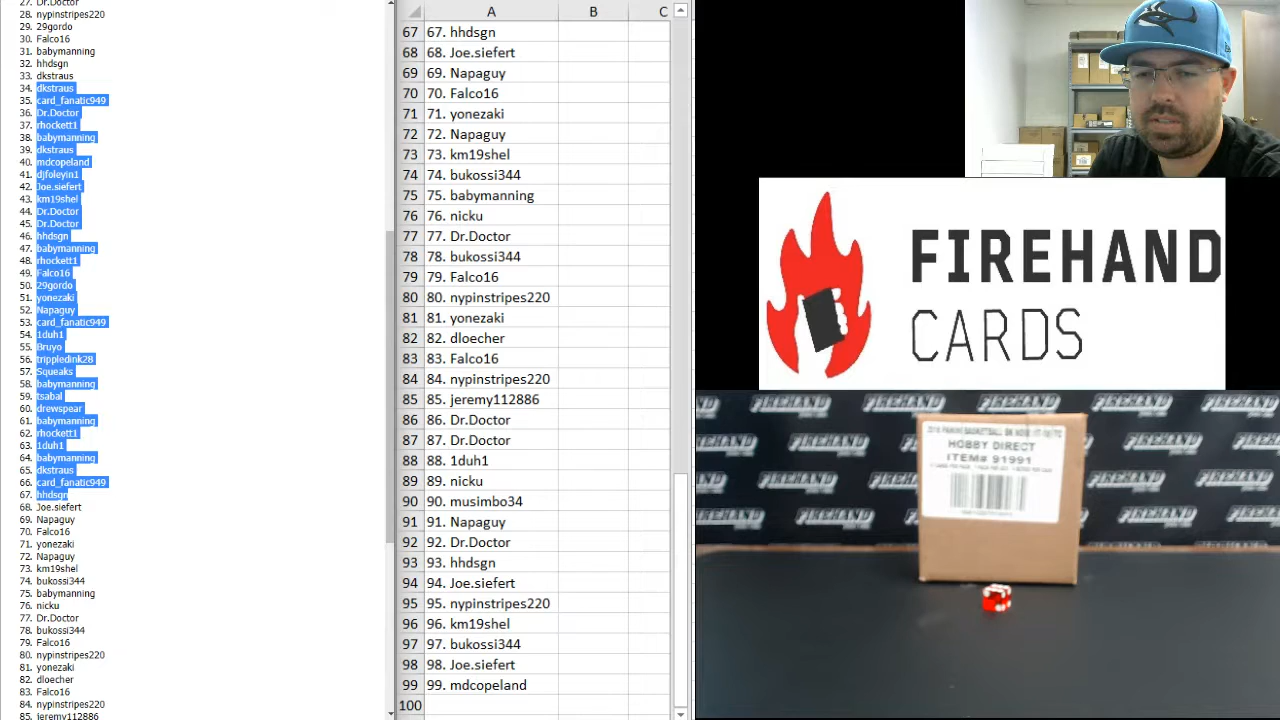 27. Dr.Doctor
28. nypinstripes220
29. 29gordo
30. Falco16
31. babymanning
32. hhdsgn
33. dkstraus
34. dkstraus
35. card_fanatic949
36. Dr.Doctor
37. rhockett1
38. babymanning
39. dkstraus
40. mdcopeland
41. djfoleyin1
42. Joe.siefert
43. km19shel
44. Dr.Doctor
45. Dr.Doctor
46. hhdsgn
47. babymanning
48. rhockett1
49. Falco16
50. 29gordo
51. yonezaki
52. Napaguy
53. card_fanatic949
54. 1duh1
55. Bruyo
56. trippledink28
57. Squeaks
58. babymanning
59. tsabal
60. drewspear
61. babymanning
62. rhockett1
63. 1duh1
64. babymanning
65. dkstraus
66. card_fanatic949
67. hhdsgn
68. Joe.siefert
69. Napaguy
70. Falco16
71. yonezaki
72. Napaguy
73. km19shel
74. bukossi344
75. babymanning
76. nicku
77. Dr.Doctor
78. bukossi344
79. Falco16
80. nypinstripes220
81. yonezaki
82. dloecher
83. Falco16
84. nypinstripes220
85. jeremy112886
A B C
67 67. hhdsgn
68 68. Joe.siefert
69 69. Napaguy
70 70. Falco16
71 71. yonezaki
72 72. Napaguy
73 73. km19shel
74 74. bukossi344
75 75. babymanning
76 76. nicku
77 77. Dr.Doctor
78 78. bukossi344
79 79. Falco16
80 80. nypinstripes220
81 81. yonezaki
82 82. dloecher
83 83. Falco16
84 84. nypinstripes220
85 85. jeremy112886
86 86. Dr.Doctor
87 87. Dr.Doctor
88 88. 1duh1
89 89. nicku
90 90. musimbo34
91 91. Napaguy
92 92. Dr.Doctor
93 93. hhdsgn
94 94. Joe.siefert
95 95. nypinstripes220
96 96. km19shel
97 97. bukossi344
98 98. Joe.siefert
99 99. mdcopeland
100
FIREHAND
CARDS
HOBBY DIRECT
ITEM# 91991
FIREHAND